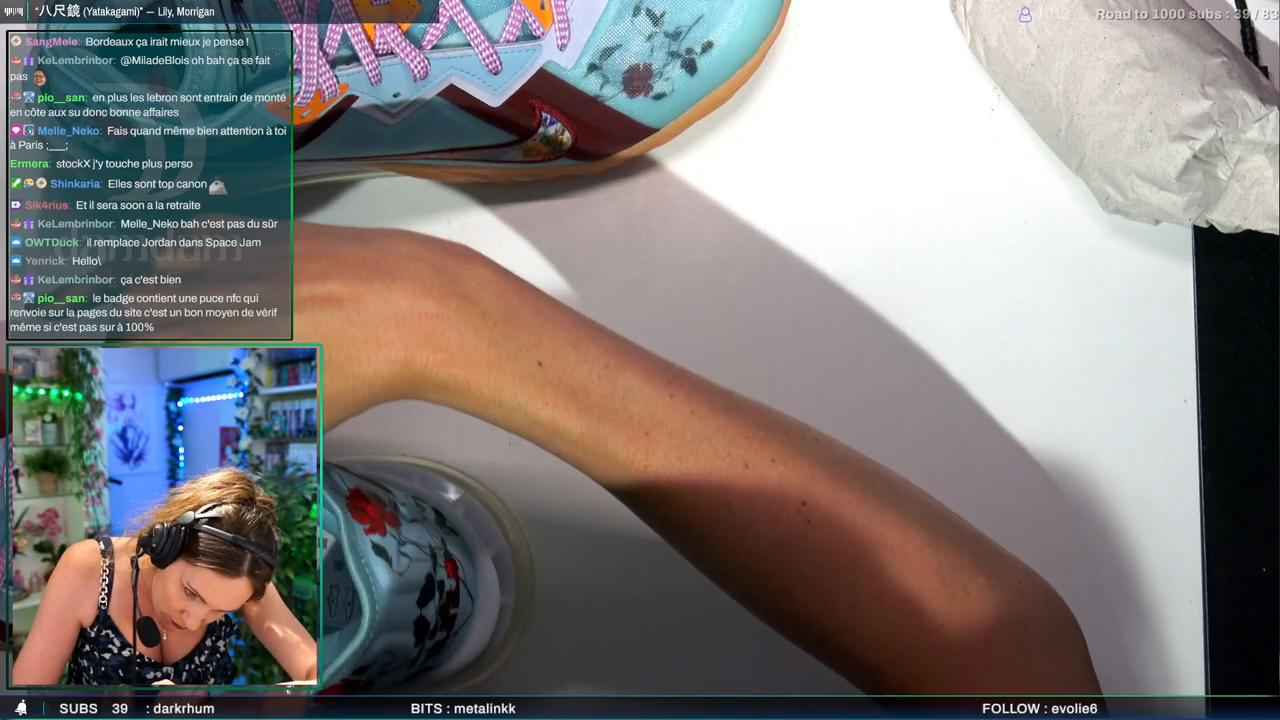 "八尺鏡 (Yatakagami)" — Lily, Morrigan
Road to 1000 subs : 39 / 83
SangMele: Bordeaux ça irait mieux je pense !
KeLembrinbor: @MiladeBlois oh bah ça se fait
pas
pio__san: en plus les lebron sont entrain de monté
en côte aux su donc bonne affaires
Melle_Neko: Fais quand même bien attention à toi
à Paris ;___;
Ermera: stockX j'y touche plus perso
Shinkaria: Elles sont top canon
Sik4rius: Et il sera soon a la retraite
KeLembrinbor: Melle_Neko bah c'est pas du sûr
OWTDuck: il remplace Jordan dans Space Jam
Yenrick: Hello\
KeLembrinbor: ça c'est bien
pio__san: le badge contient une puce nfc qui
renvoie sur la pages du site c'est un bon moyen de vérif
même si c'est pas sur à 100%
SUBS 39 : darkrhum
BITS : metalinkk
FOLLOW : evolie6